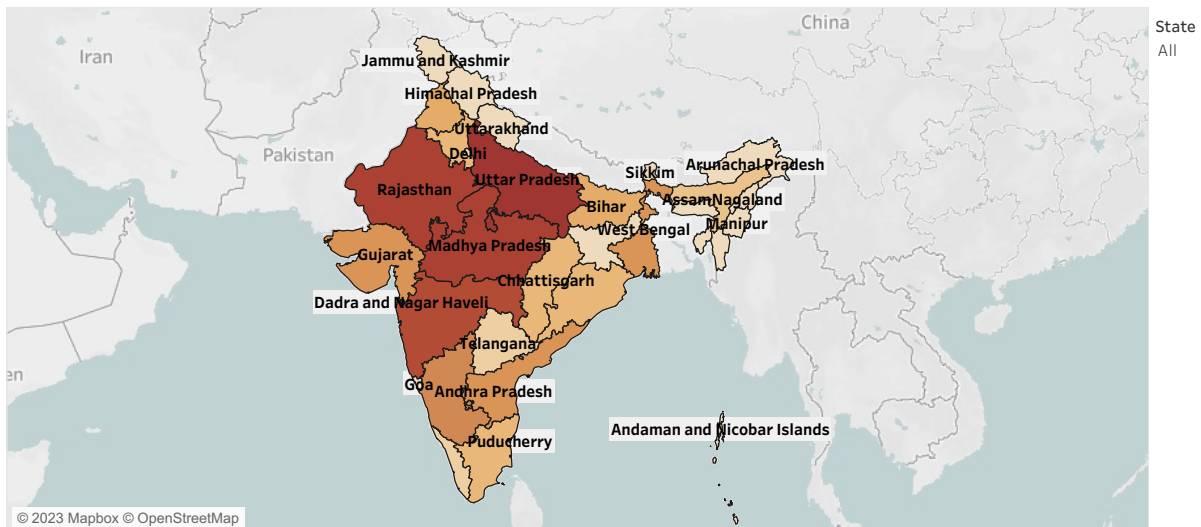 China
State
All
Iran
Jammu and Kashmir
Himachal Pradesh
Uttarakhand
Pakistan
Delhi
Sikkim
Arunachal Pradesh
Rajasthan
Uttar Pradesh
Bihar
Assam
Nagaland
West Bengal
Manipur
Gujarat
Madhya Pradesh
Chhattisgarh
Dadra and Nagar Haveli
Telangana
en
Goa
Andhra Pradesh
Puducherry
Andaman and Nicobar Islands
© 2023 Mapbox © OpenStreetMap